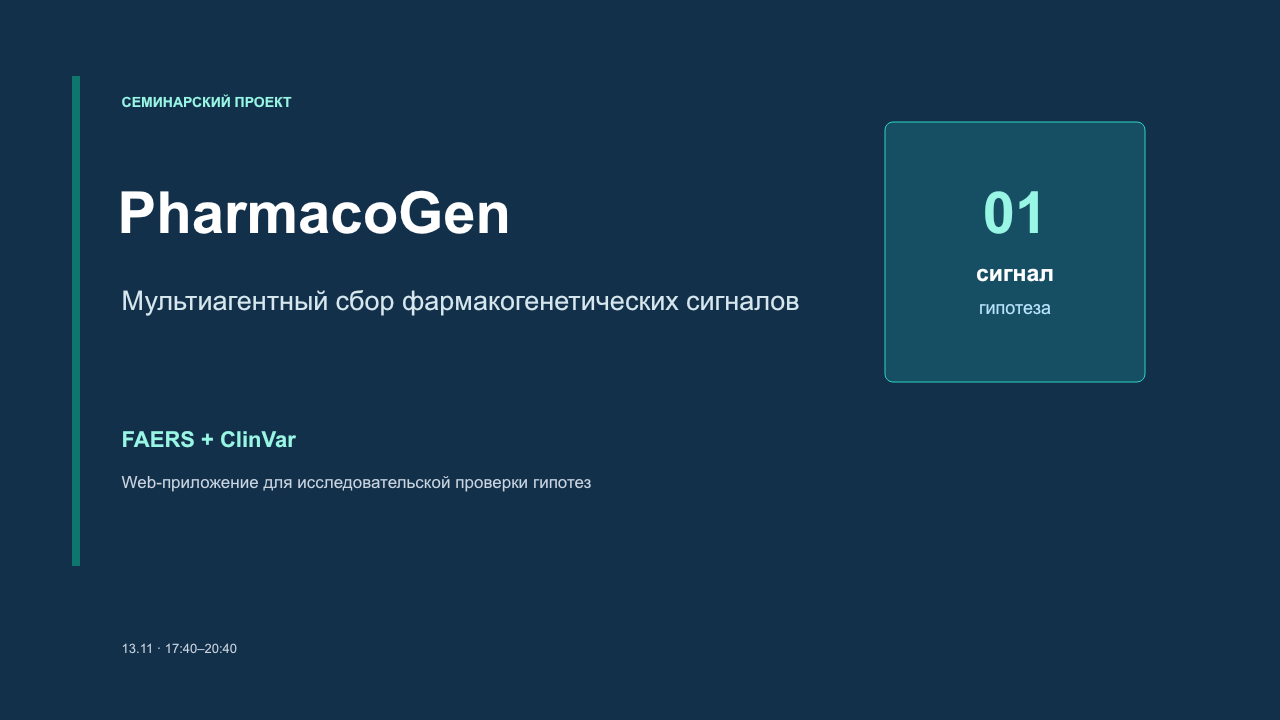 СЕМИНАРСКИЙ ПРОЕКТ
PharmacoGen
Мультиагентный сбор фармакогенетических сигналов
01
сигнал
гипотеза
FAERS + ClinVar
Web-приложение для исследовательской проверки гипотез
13.11 · 17:40–20:40